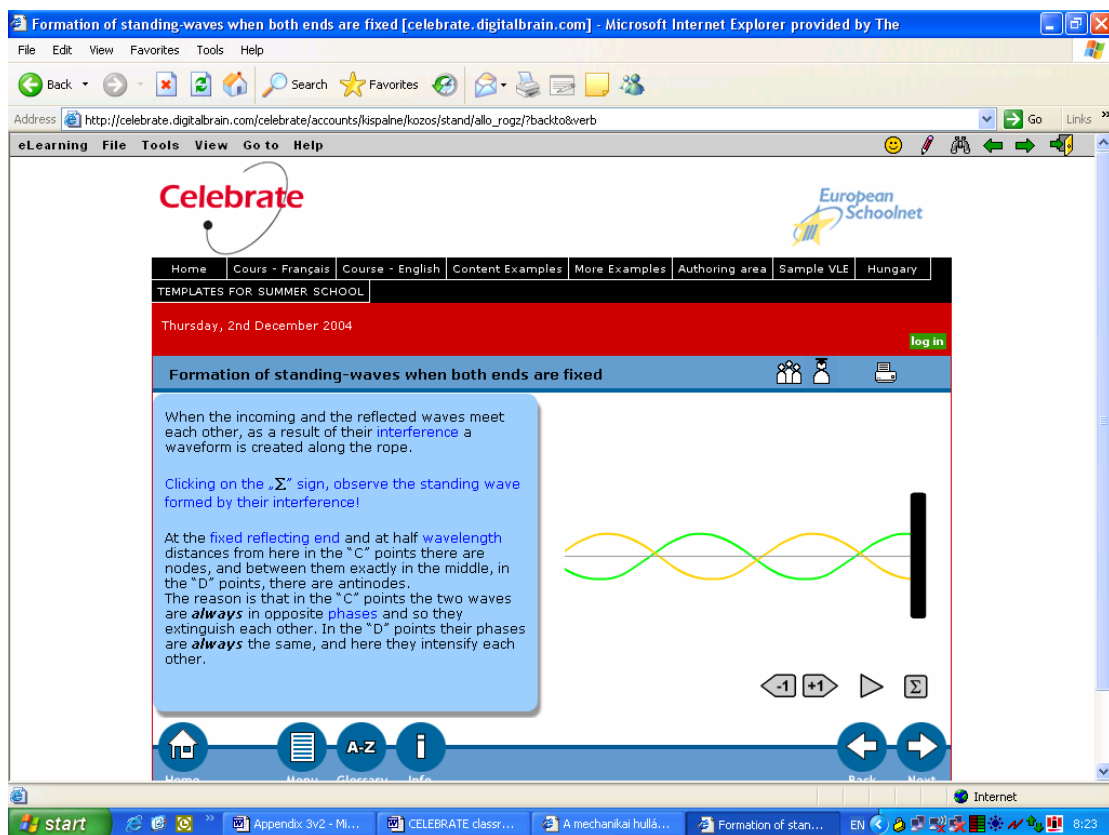 Formation of standing-waves when both ends are fixed [celebrate.digitalbrain.com] - Microsoft Internet Explorer provided by The
File Edit View Favorites Tools Help
Back Search Favorites
Address http://celebrate.digitalbrain.com/celebrate/accounts/kispalne/kozos/stand/allo_rogz/?backto&verb Go Links »
eLearning File Tools View Go to Help
Celebrate
European
Schoolnet
Home Cours - Français Course - English Content Examples More Examples Authoring area Sample VLE Hungary
TEMPLATES FOR SUMMER SCHOOL
Thursday, 2nd December 2004
log in
Formation of standing-waves when both ends are fixed
When the incoming and the reflected waves meet
each other, as a result of their interference a
waveform is created along the rope.
Clicking on the „Σ” sign, observe the standing wave
formed by their interference!
At the fixed reflecting end and at half wavelength
distances from here in the “C” points there are
nodes, and between them exactly in the middle, in
the “D” points, there are antinodes.
The reason is that in the “C” points the two waves
are always in opposite phases and so they
extinguish each other. In the “D” points their phases
are always the same, and here they intensify each
other.
-1 +1 Σ
A-Z i
Home Menu Glossary Info Back Next
Internet
start » Appendix 3v2 - Mi... CELEBRATE classr... A mechanikai hullá... Formation of stan... EN 8:23